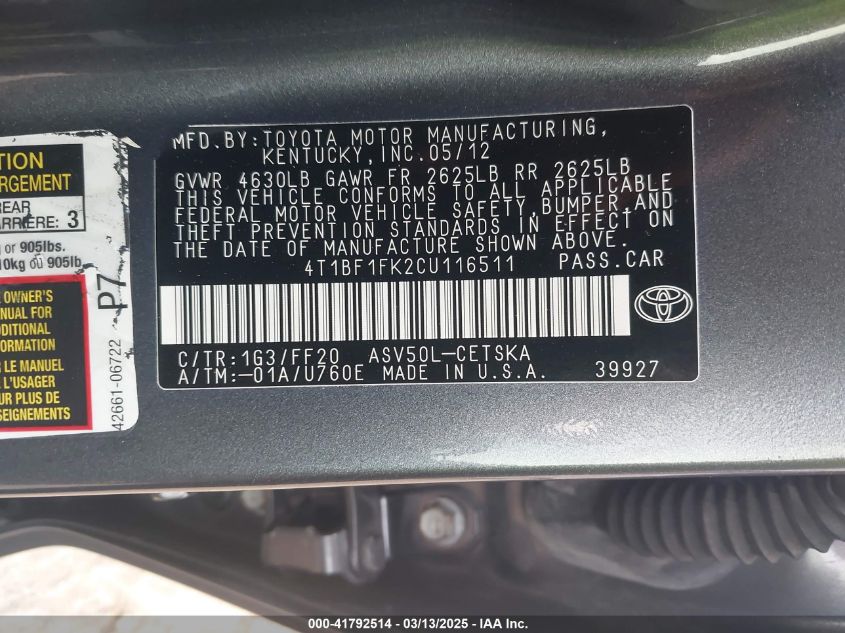 TION
RGEMENT
REAR
ARRIÈRE: 3
or 905lbs.
10kg ou 905lb
OWNER'S
NUAL FOR
DDITIONAL
FORMATION
R LE MANUEL
L'USAGER
UR PLUS DE
SEIGNEMENTS
42661-06722 P7
MFD.BY:TOYOTA MOTOR MANUFACTURING,
KENTUCKY,INC.05/12
GVWR 4630LB GAWR FR 2625LB RR 2625LB
THIS VEHICLE CONFORMS TO ALL APPLICABLE
FEDERAL MOTOR VEHICLE SAFETY,BUMPER,AND
THEFT PREVENTION STANDARDS IN EFFECT ON
THE DATE OF MANUFACTURE SHOWN ABOVE.
4T1BF1FK2CU116511 PASS.CAR
C/TR:1G3/FF20 ASV50L-CETSKA
A/TM:-01A/U760E MADE IN U.S.A. 39927
000-41792514 / 03/13/2025 - IAA Inc.